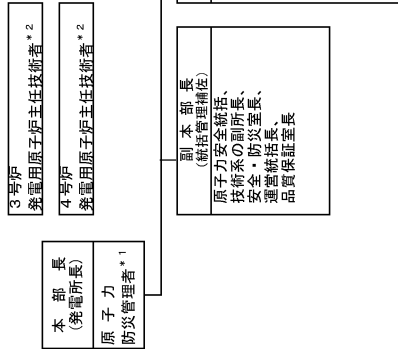 3号炉
発電用原子炉主任技術者*2
4号炉
発電用原子炉主任技術者*2
本部長
(発電所長)
原子力
防災管理者*1
副本部長
(統括管理補佐)
原子力安全統括、
技術系の副所長、
安全・防災室長、
運営統括長、
品質保証室長